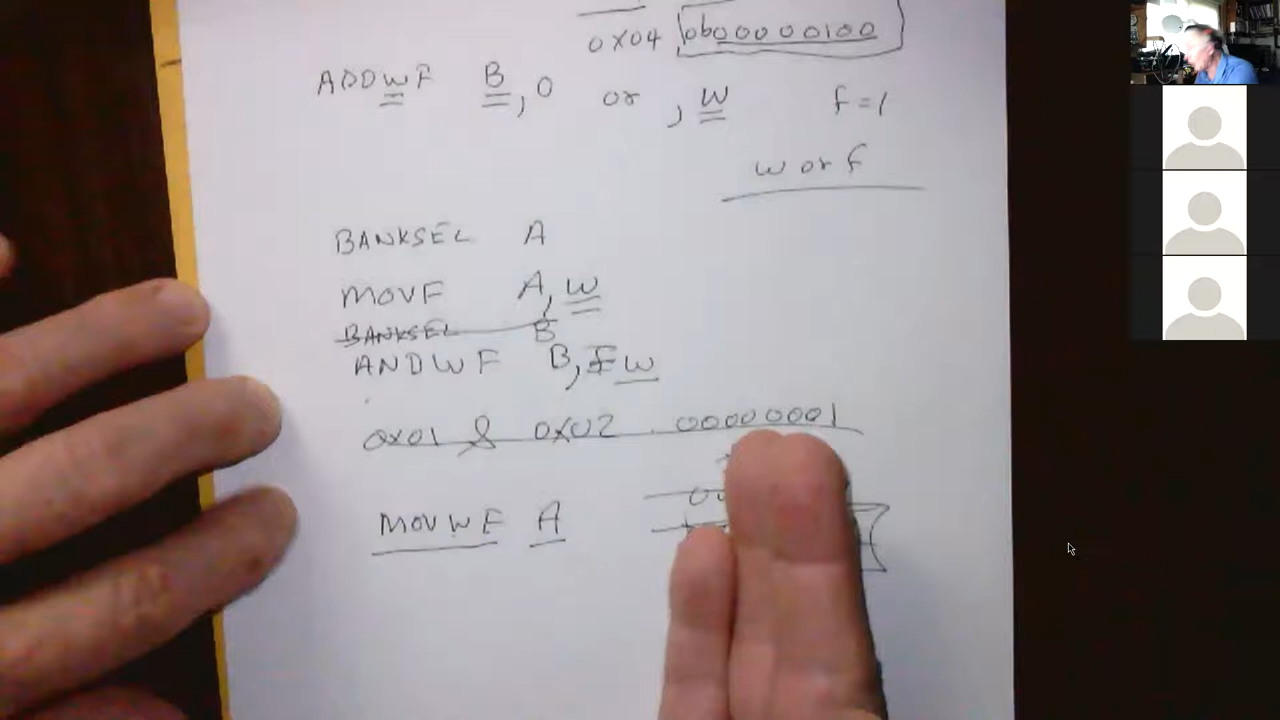 0x04 0b00000100
ADDWF B, 0 or , W f=1
w or f
BANKSEL A
MOVF A, W
BANKSEL B
ANDWF B, F W
0x01 & 0x02 00000001
MOVWF A